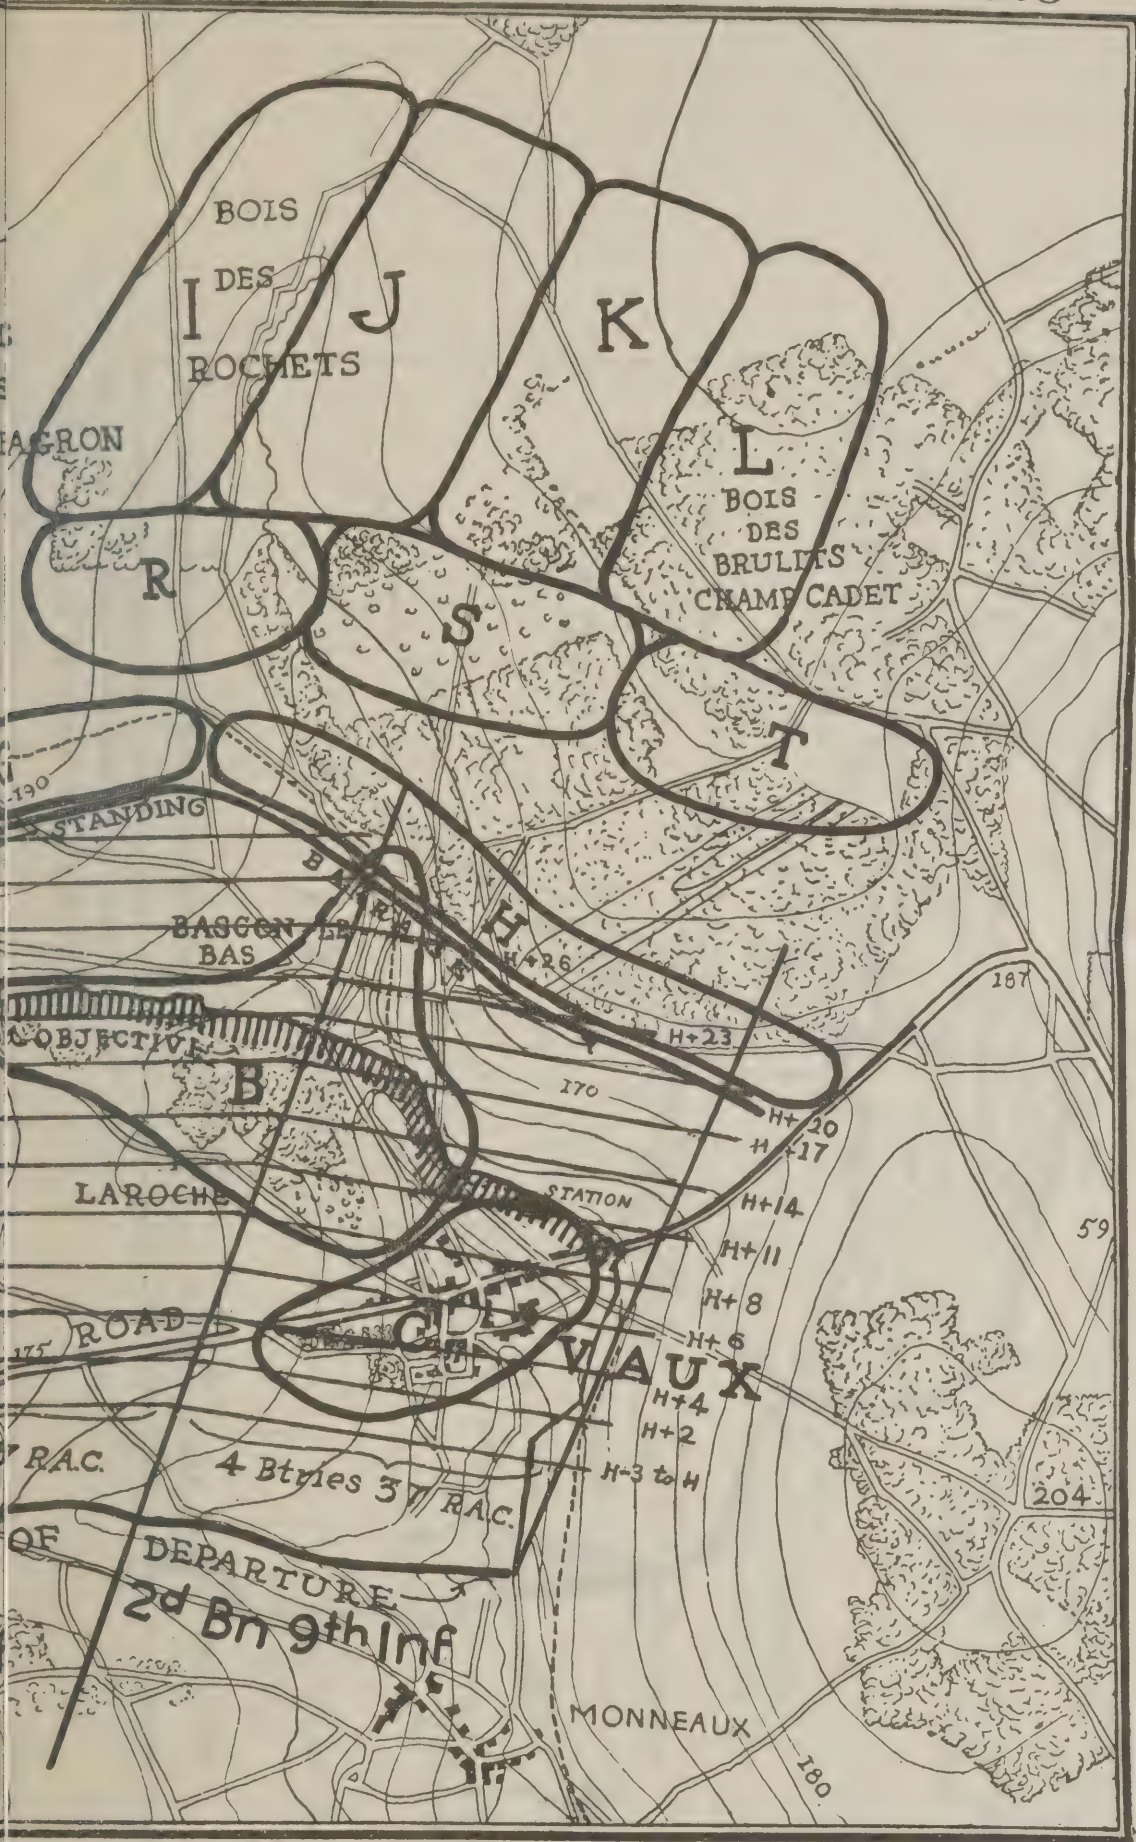 BOIS
DES
I
J
ROCHETS
K
AGRON
L
BOIS
DES
BRULITS
CHAMP CADET
R
S
T
190
STANDING
BARRAGE
H
BASCON LE
BAS
H+26
187
OBJECTIVE
H+23
B
170
H+20
H+17
LAROCHE
STATION
H+14
59
H+11
H+8
ROAD
C
H+6
175
VAUX
H+4
H+2
R.A.C.
4 Btries 37 R.A.C.
H-3 to H
204
OF DEPARTURE
2d Bn 9th Inf
MONNEAUX
180